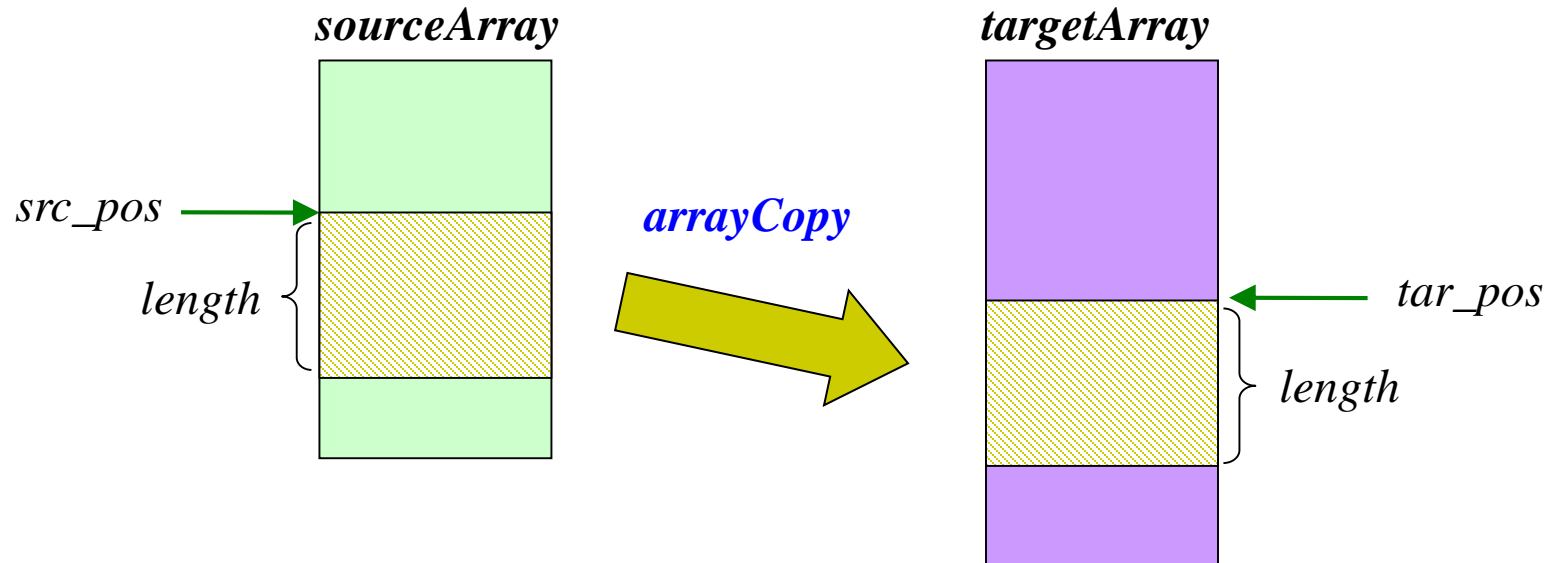 sourceArray
targetArray
src_pos
arrayCopy
tar_pos
length
length